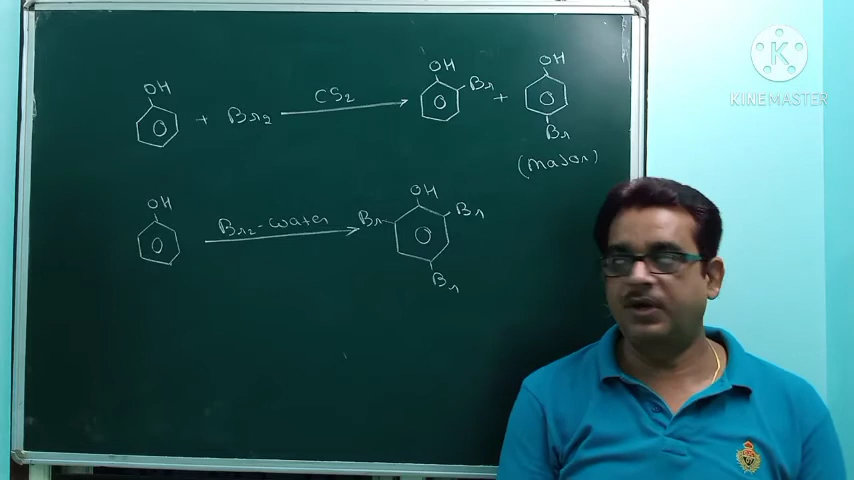 OH + Br2 CS2 OH Br + OH Br
(major)
OH Br2-water OH Br Br Br
K
KINEMASTER